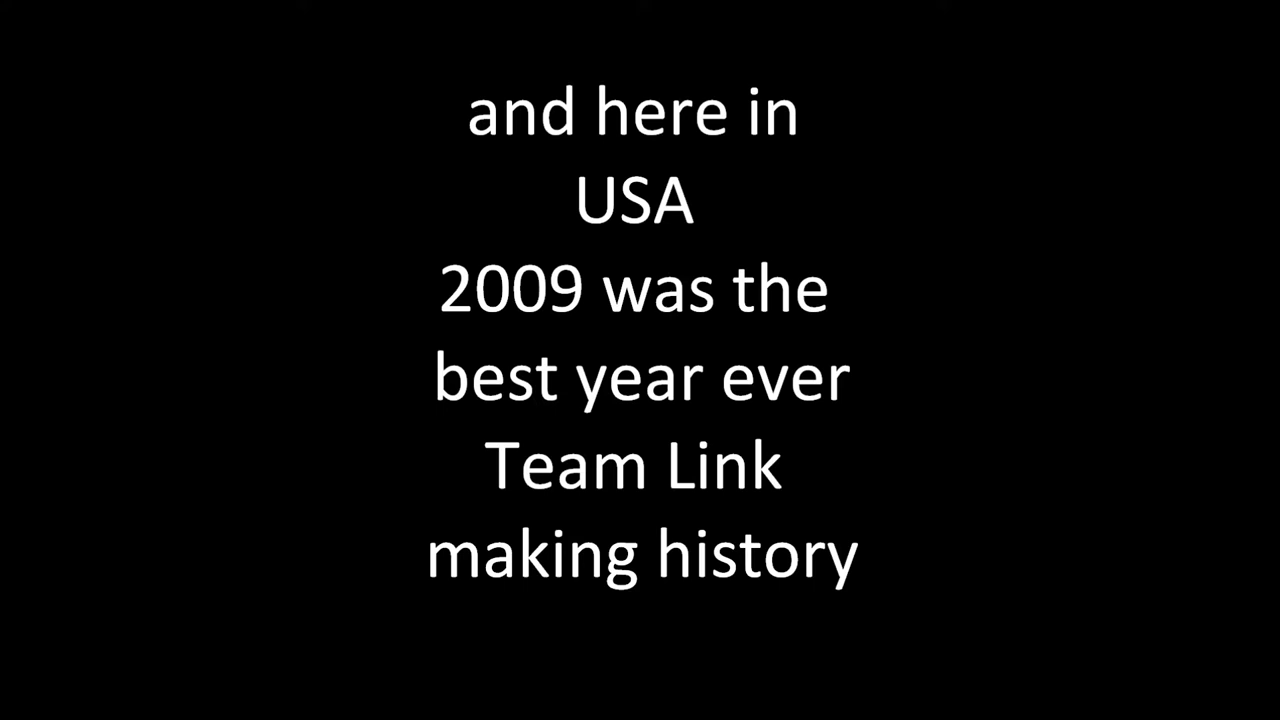 and here in
USA
2009 was the
best year ever
Team Link
making history